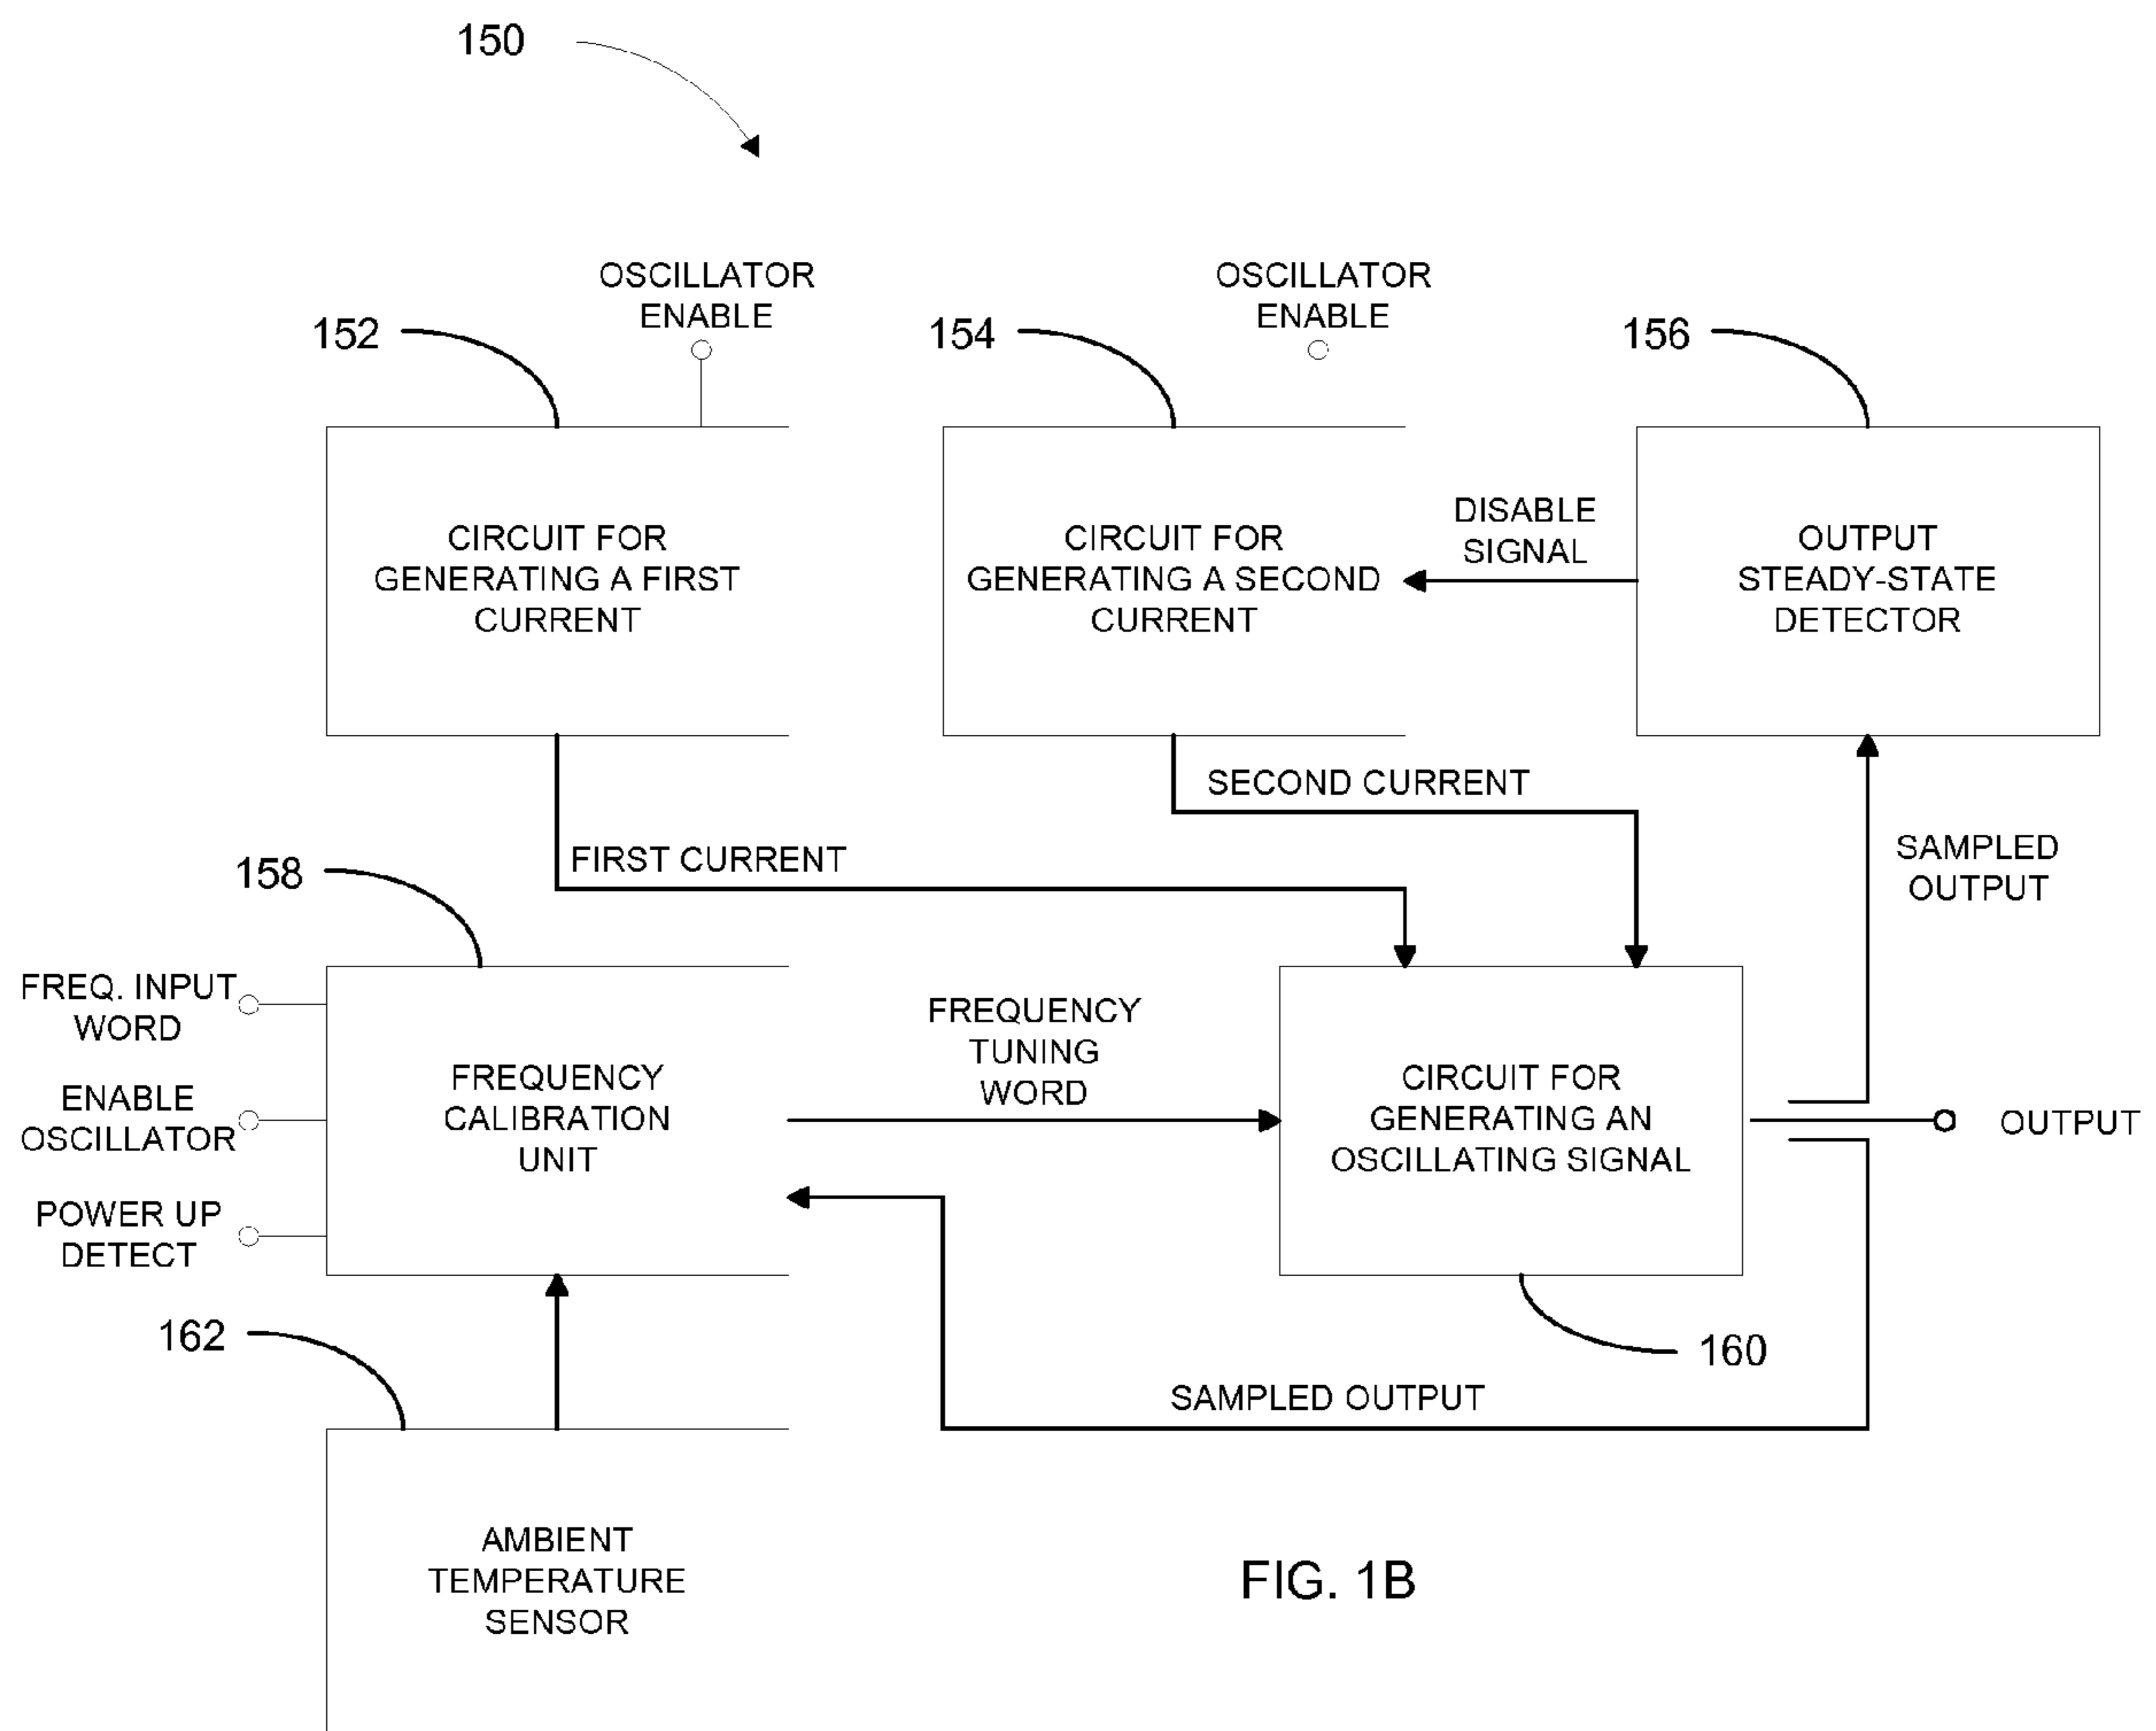 150
OSCILLATOR
ENABLE
OSCILLATOR
ENABLE
152
154
156
CIRCUIT FOR
GENERATING A FIRST
CURRENT
CIRCUIT FOR
GENERATING A SECOND
CURRENT
DISABLE
SIGNAL
OUTPUT
STEADY-STATE
DETECTOR
SECOND CURRENT
FIRST CURRENT
SAMPLED
OUTPUT
158
FREQ. INPUT
WORD
ENABLE
OSCILLATOR
POWER UP
DETECT
FREQUENCY
CALIBRATION
UNIT
FREQUENCY
TUNING
WORD
CIRCUIT FOR
GENERATING AN
OSCILLATING SIGNAL
OUTPUT
162
160
SAMPLED OUTPUT
AMBIENT
TEMPERATURE
SENSOR
FIG. 1B